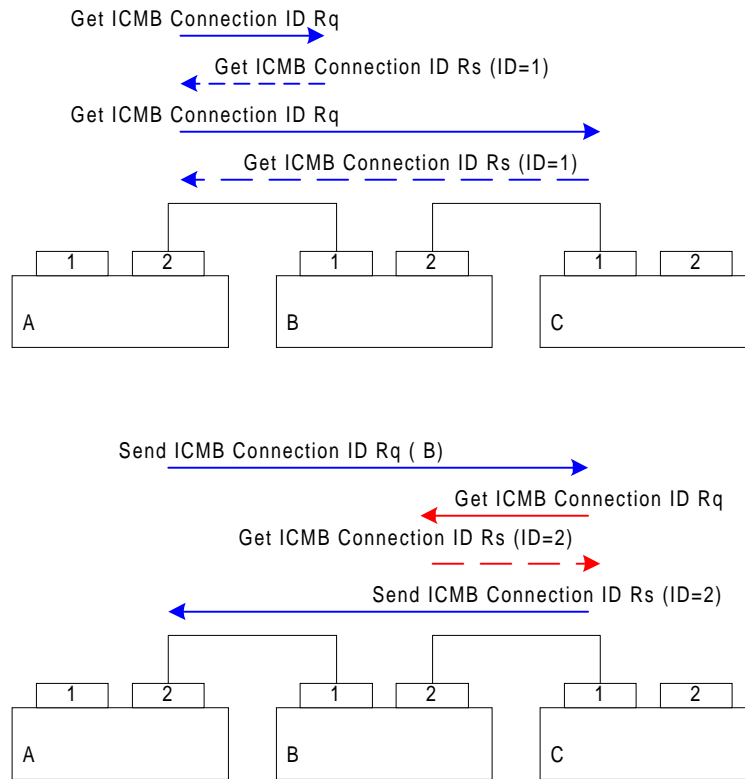 Get ICMB Connection ID Rq
Get ICMB Connection ID Rs (ID=1)
Get ICMB Connection ID Rq
Get ICMB Connection ID Rs (ID=1)
1 2 1 2 1 2
A B C
Send ICMB Connection ID Rq ( B)
Get ICMB Connection ID Rq
Get ICMB Connection ID Rs (ID=2)
Send ICMB Connection ID Rs (ID=2)
1 2 1 2 1 2
A B C